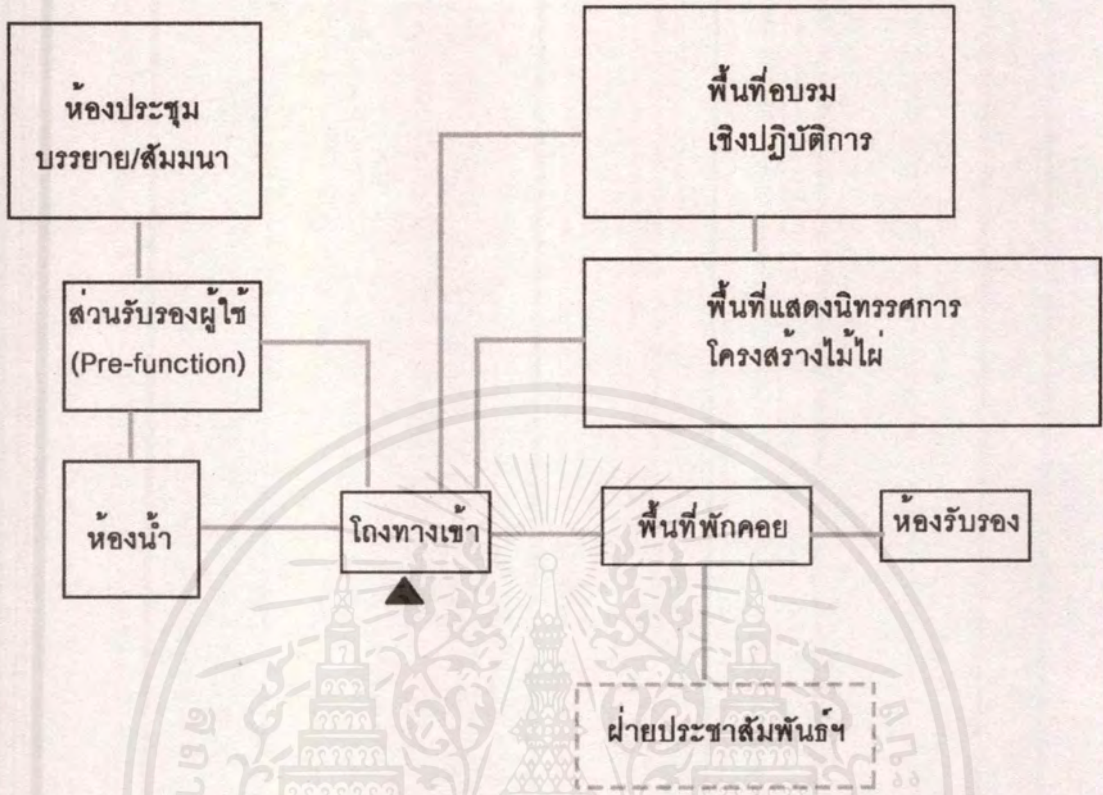 ห้องประชุม
บรรยาย/สัมมนา
พื้นที่อบรม
เชิงปฏิบัติการ
ส่วนรับรองผู้ใช้
(Pre-function)
พื้นที่แสดงนิทรรศการ
โครงสร้างไม้ไผ่
ห้องน้ำ
โถงทางเข้า
พื้นที่พักคอย
ห้องรับรอง
ฝ่ายประชาสัมพันธ์ฯ